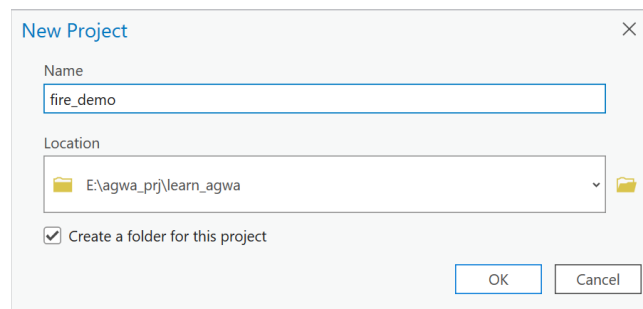 New Project
Name
fire_demo
Location
E:\agwa_prj\learn_agwa
Create a folder for this project
OK Cancel